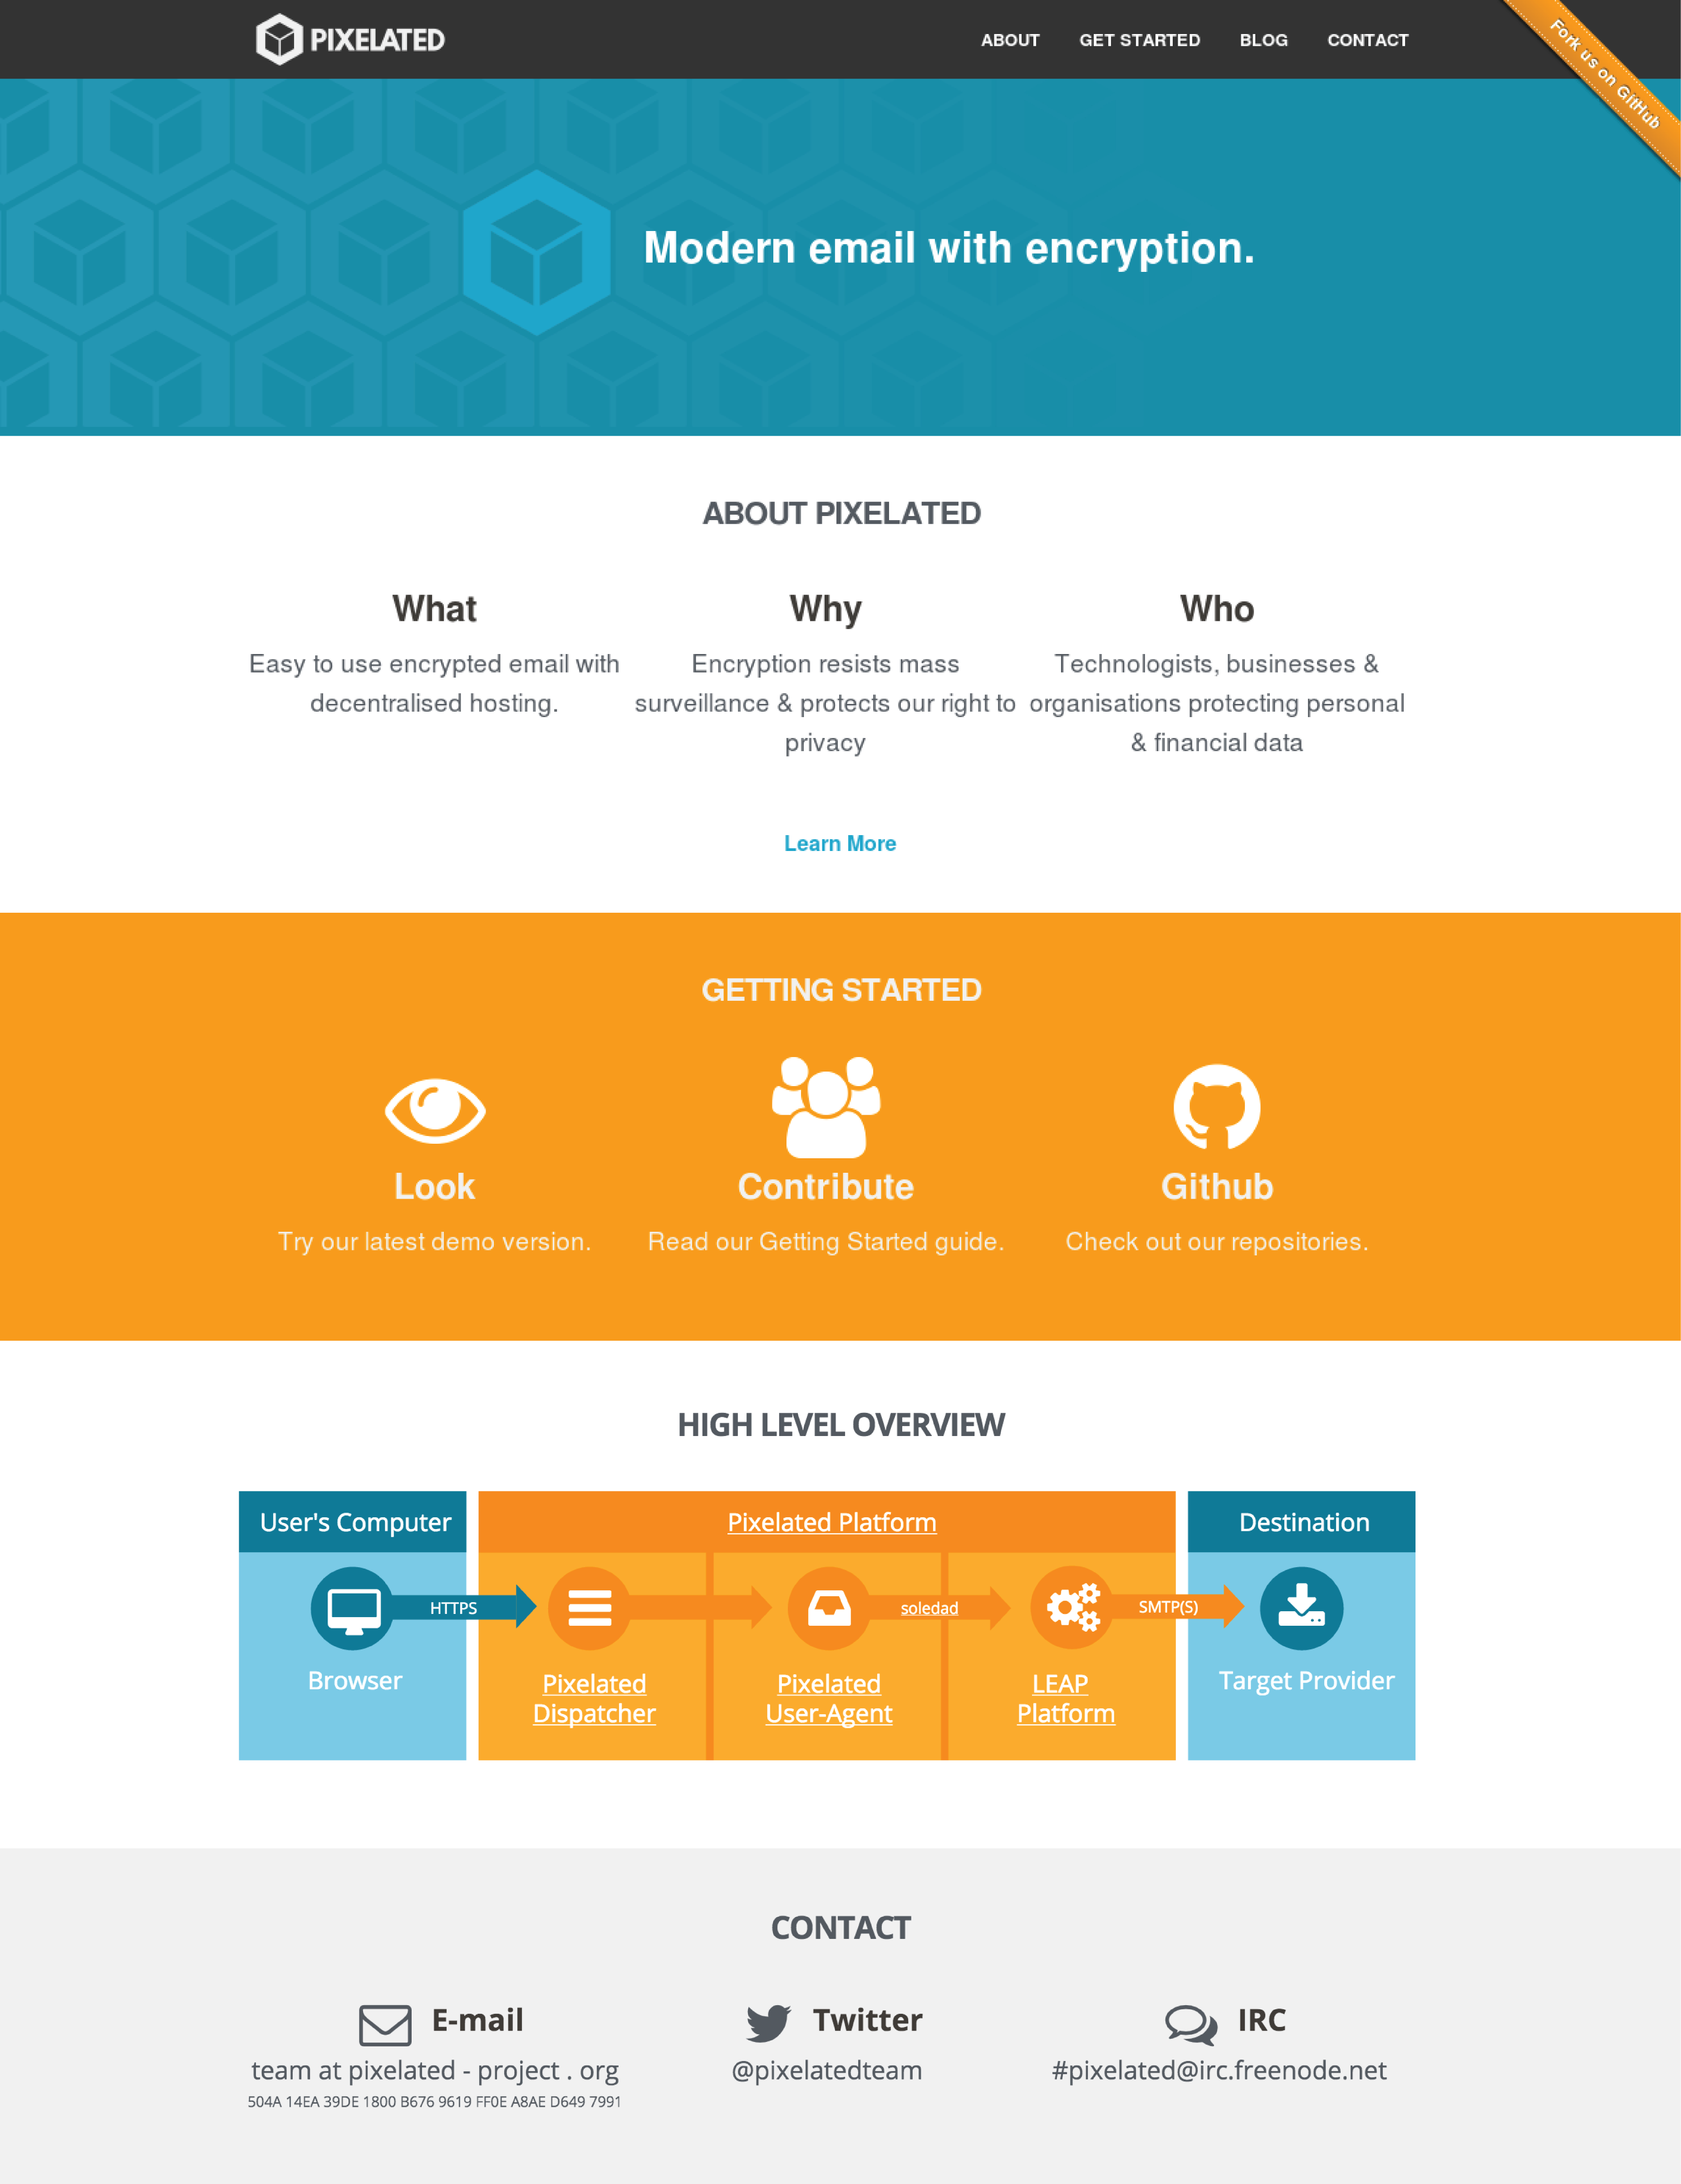 PIXELATED
ABOUT GET STARTED BLOG CONTACT
Fork us on GitHub
Modern email with encryption.
ABOUT PIXELATED
What
Easy to use encrypted email with
decentralised hosting.
Why
Encryption resists mass
surveillance & protects our right to
privacy
Who
Technologists, businesses &
organisations protecting personal
& financial data
Learn More
GETTING STARTED
Look
Try our latest demo version.
Contribute
Read our Getting Started guide.
Github
Check out our repositories.
HIGH LEVEL OVERVIEW
User's Computer
Pixelated Platform
Destination
HTTPS
soledad
SMTP(S)
Browser
Pixelated
Dispatcher
Pixelated
User-Agent
LEAP
Platform
Target Provider
CONTACT
E-mail
team at pixelated - project . org
504A 14EA 39DE 1800 B676 9619 FF0E A8AE D649 7991
Twitter
@pixelatedteam
IRC
#pixelated@irc.freenode.net